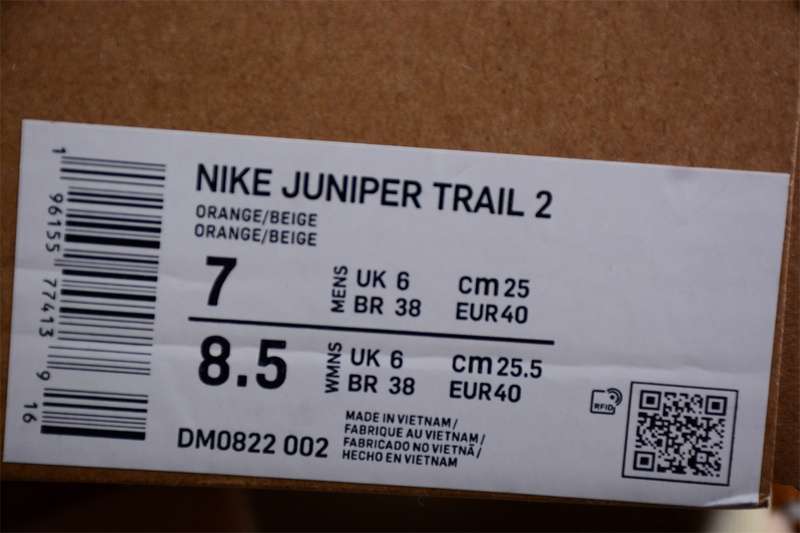 NIKE JUNIPER TRAIL 2
ORANGE/BEIGE
ORANGE/BEIGE
7 MENS UK 6 cm 25
BR 38 EUR 40
8.5 WMNS UK 6 cm 25.5
BR 38 EUR 40
DM0822 002
MADE IN VIETNAM /
FABRIQUE AU VIETNAM /
FABRICADO NO VIETNÃ /
HECHO EN VIETNAM
RFID
1 96155 77413 9 16